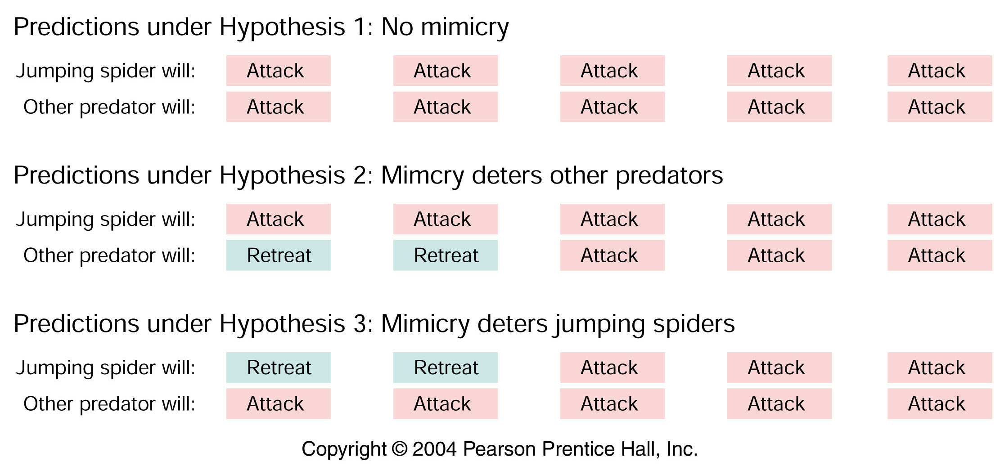 Predictions under Hypothesis 1: No mimicry
Jumping spider will: Attack Attack Attack Attack Attack
Other predator will: Attack Attack Attack Attack Attack
Predictions under Hypothesis 2: Mimcry deters other predators
Jumping spider will: Attack Attack Attack Attack Attack
Other predator will: Retreat Retreat Attack Attack Attack
Predictions under Hypothesis 3: Mimicry deters jumping spiders
Jumping spider will: Retreat Retreat Attack Attack Attack
Other predator will: Attack Attack Attack Attack Attack
Copyright © 2004 Pearson Prentice Hall, Inc.